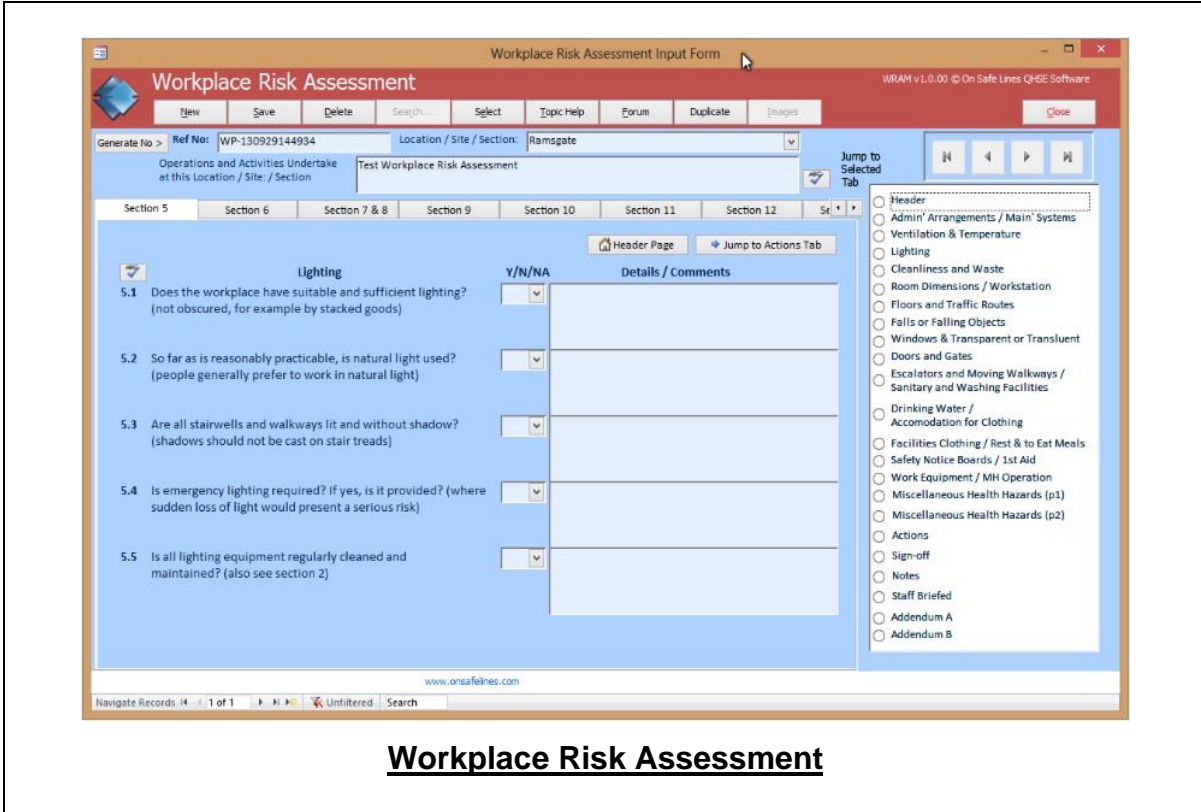 Workplace Risk Assessment Input Form
Workplace Risk Assessment
WRAM v1.0.00 © On Safe Lines QHSE Software
New Save Delete Search... Select Topic Help Forum Duplicate Images Close
Generate No > Ref No: WP-130929144934 Location / Site / Section: Ramsgate
Operations and Activities Undertake
at this Location / Site: / Section
Test Workplace Risk Assessment
Jump to
Selected
Tab
Section 5 Section 6 Section 7 & 8 Section 9 Section 10 Section 11 Section 12 Se
Header Page Jump to Actions Tab
Lighting Y/N/NA Details / Comments
5.1 Does the workplace have suitable and sufficient lighting?
(not obscured, for example by stacked goods)
5.2 So far as is reasonably practicable, is natural light used?
(people generally prefer to work in natural light)
5.3 Are all stairwells and walkways lit and without shadow?
(shadows should not be cast on stair treads)
5.4 Is emergency lighting required? If yes, is it provided? (where
sudden loss of light would present a serious risk)
5.5 Is all lighting equipment regularly cleaned and
maintained? (also see section 2)
Header
Admin' Arrangements / Main' Systems
Ventilation & Temperature
Lighting
Cleanliness and Waste
Room Dimensions / Workstation
Floors and Traffic Routes
Falls or Falling Objects
Windows & Transparent or Transluent
Doors and Gates
Escalators and Moving Walkways /
Sanitary and Washing Facilities
Drinking Water /
Accomodation for Clothing
Facilities Clothing / Rest & to Eat Meals
Safety Notice Boards / 1st Aid
Work Equipment / MH Operation
Miscellaneous Health Hazards (p1)
Miscellaneous Health Hazards (p2)
Actions
Sign-off
Notes
Staff Briefed
Addendum A
Addendum B
www.onsafelines.com
Navigate Records 1 of 1 Unfiltered Search
Workplace Risk Assessment